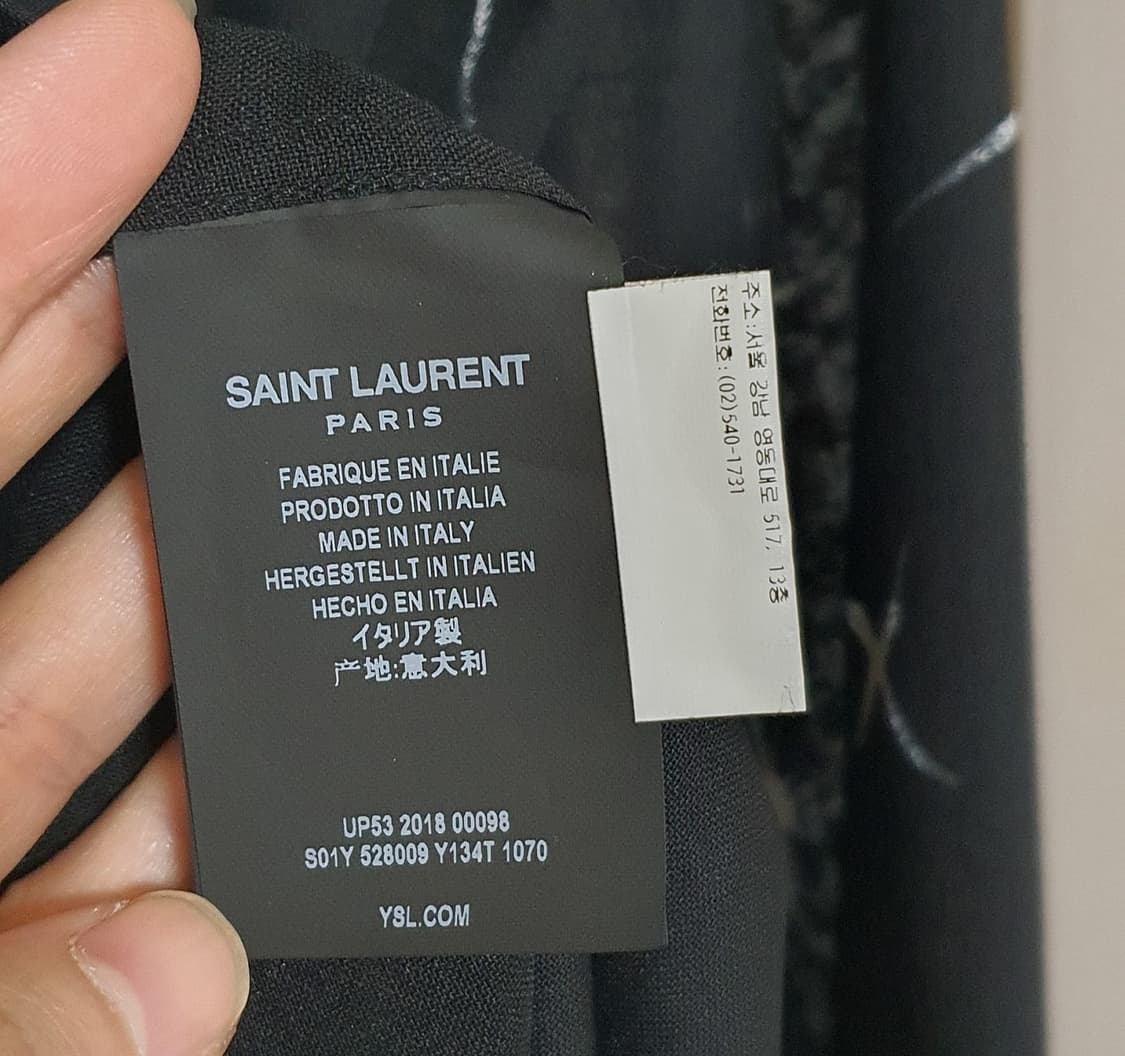 SAINT LAURENT
PARIS
FABRIQUE EN ITALIE
PRODOTTO IN ITALIA
MADE IN ITALY
HERGESTELLT IN ITALIEN
HECHO EN ITALIA
イタリア製
产地:意大利
UP53 2018 00098
S01Y 528009 Y134T 1070
YSL.COM
주소:서울 강남 영동대로 517, 13층
전화번호:(02)540-1731